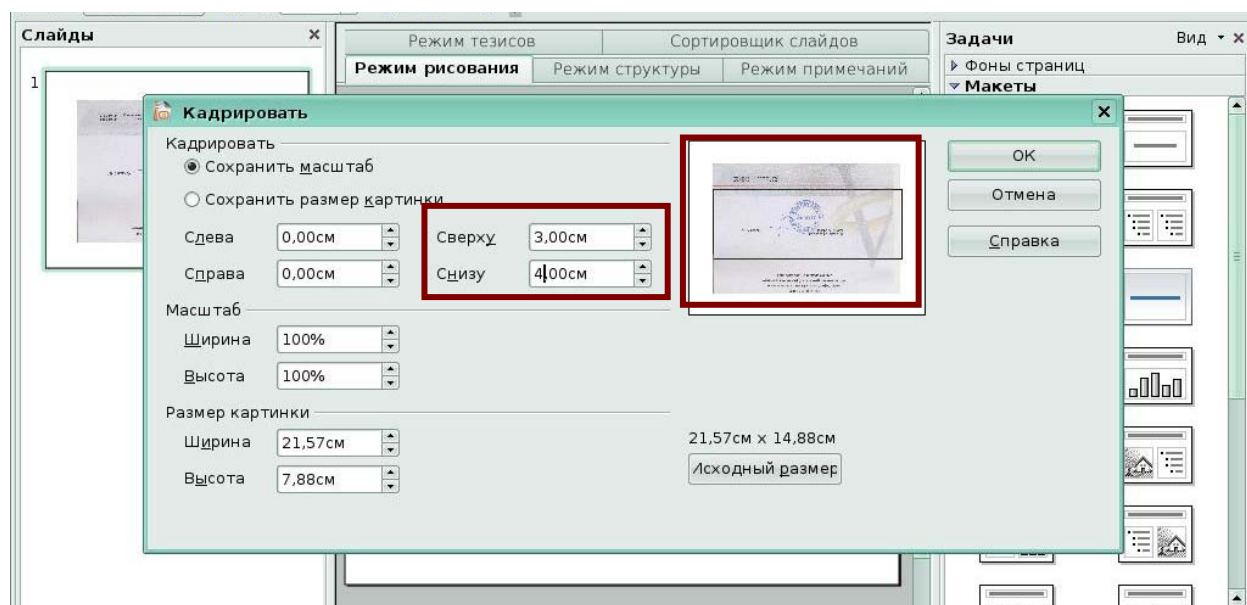 Слайды
Режим тезисов
Сортировщик слайдов
Задачи
Вид
Режим рисования
Режим структуры
Режим примечаний
Фоны страниц
Макеты
1
Кадрировать
Кадрировать
Сохранить масштаб
Сохранить размер картинки
Слева 0,00см
Сверху 3,00см
Справа 0,00см
Снизу 4,00см
OK
Отмена
Справка
Масштаб
Ширина 100%
Высота 100%
Размер картинки
Ширина 21,57см
Высота 7,88см
21,57см x 14,88см
Исходный размер